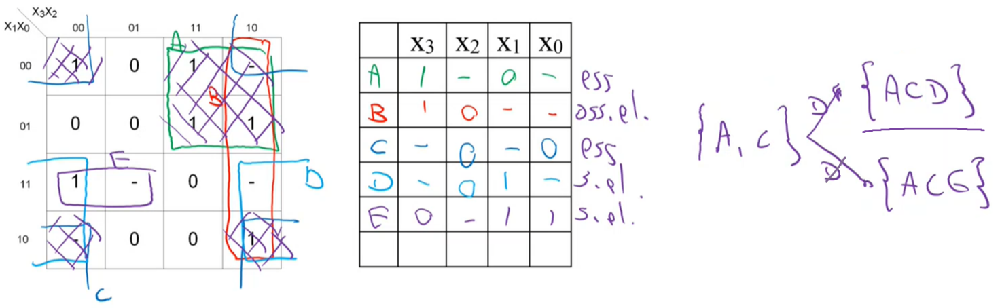 X3X2
X1X0
00 01 11 10
A
00 1 0 1 -
B
01 0 0 1 1
E
11 1 - 0 -
D
10 - 0 0 1
C
X3 X2 X1 X0
A 1 - 0 - ess
B 1 0 - - oss.el.
C - 0 - 0 ess
D - 0 1 - s.el.
E 0 - 1 1 s.el.
{A, C}
D {ACD}
D {ACG}